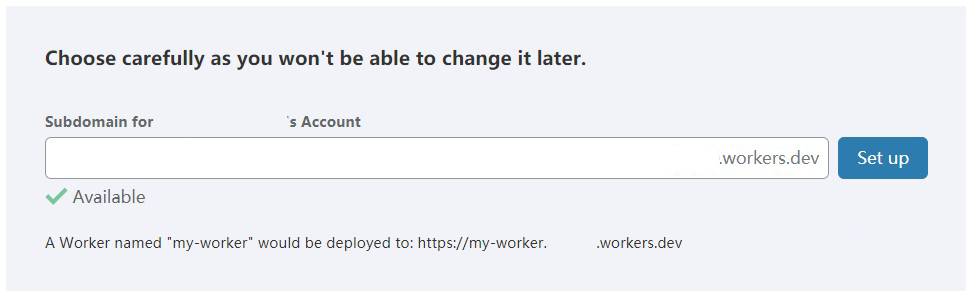 Choose carefully as you won't be able to change it later.
Subdomain for 's Account
.workers.dev Set up
Available
A Worker named "my-worker" would be deployed to: https://my-worker. .workers.dev